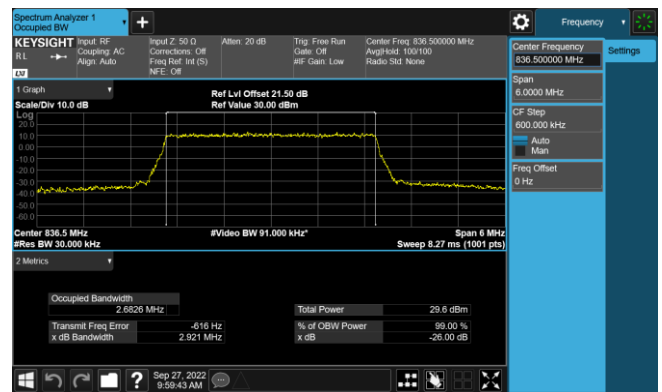 Spectrum Analyzer 1
Occupied BW
Frequency
KEYSIGHT
RL
LXI
Input: RF
Coupling: AC
Align: Auto
Input Z: 50 Ω
Corrections: Off
Freq Ref: Int (S)
NFE: Off
Atten: 20 dB
Trig: Free Run
Gate: Off
#IF Gain: Low
Center Freq: 836.500000 MHz
Avg|Hold: 100/100
Radio Std: None
Center Frequency
836.500000 MHz
Settings
Span
6.0000 MHz
CF Step
600.000 kHz
Auto
Man
Freq Offset
0 Hz
1 Graph
Scale/Div 10.0 dB
Ref Lvl Offset 21.50 dB
Ref Value 30.00 dBm
Log
20.0
10.0
0.00
-10.0
-20.0
-30.0
-40.0
-50.0
-60.0
Center 836.5 MHz
#Video BW 91.000 kHz*
Span 6 MHz
#Res BW 30.000 kHz
Sweep 8.27 ms (1001 pts)
2 Metrics
Occupied Bandwidth
2.6826 MHz
Total Power 29.6 dBm
Transmit Freq Error -616 Hz
% of OBW Power 99.00 %
x dB Bandwidth 2.921 MHz
x dB -26.00 dB
?
Sep 27, 2022
9:59:43 AM